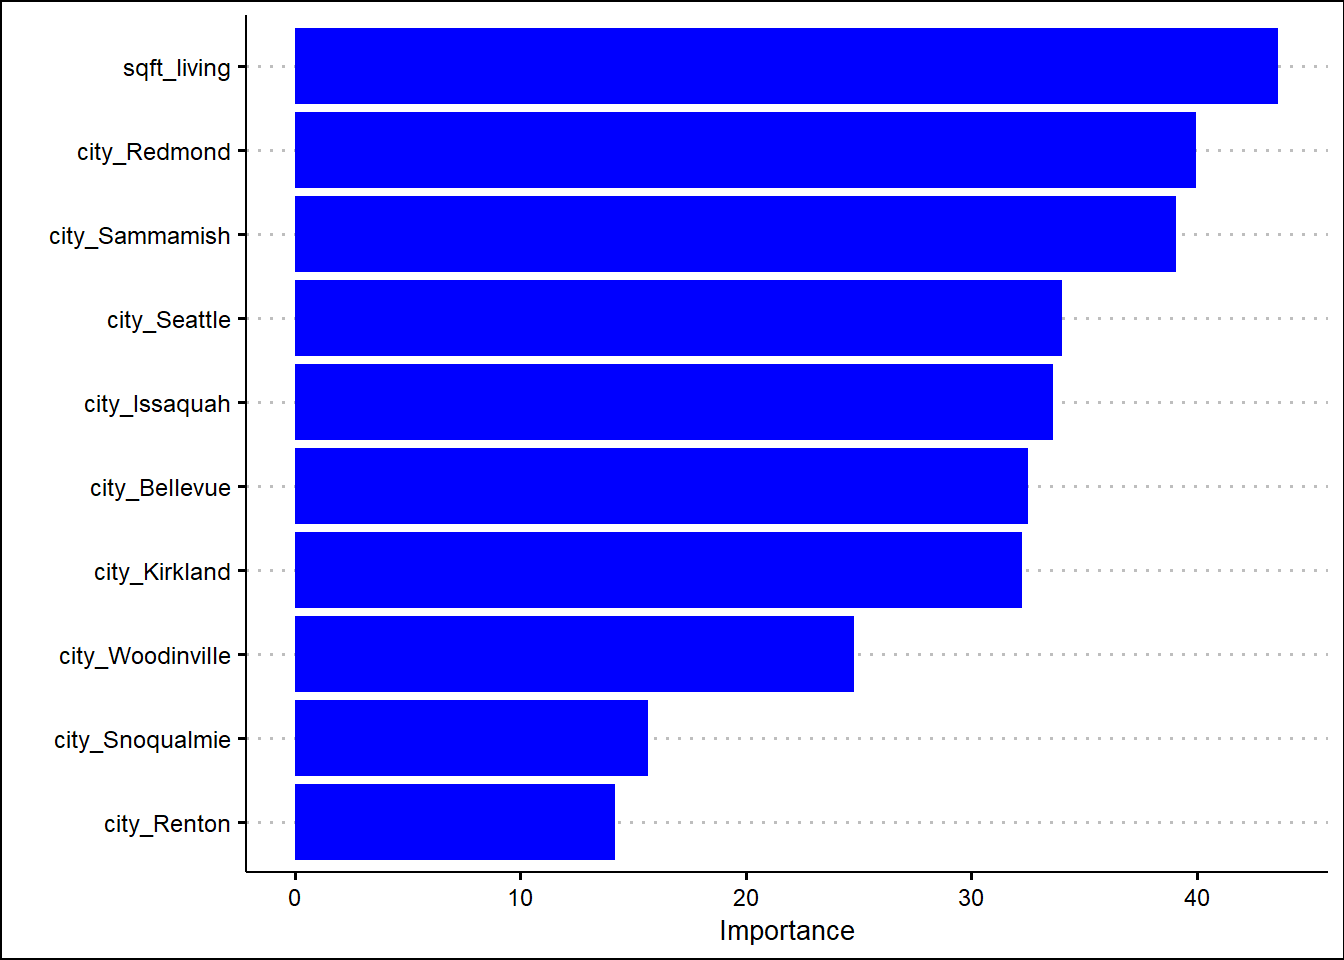 sqft_living
city_Redmond
city_Sammamish
city_Seattle
city_Issaquah
city_Bellevue
city_Kirkland
city_Woodinville
city_Snoqualmie
city_Renton
0 10 20 30 40
Importance